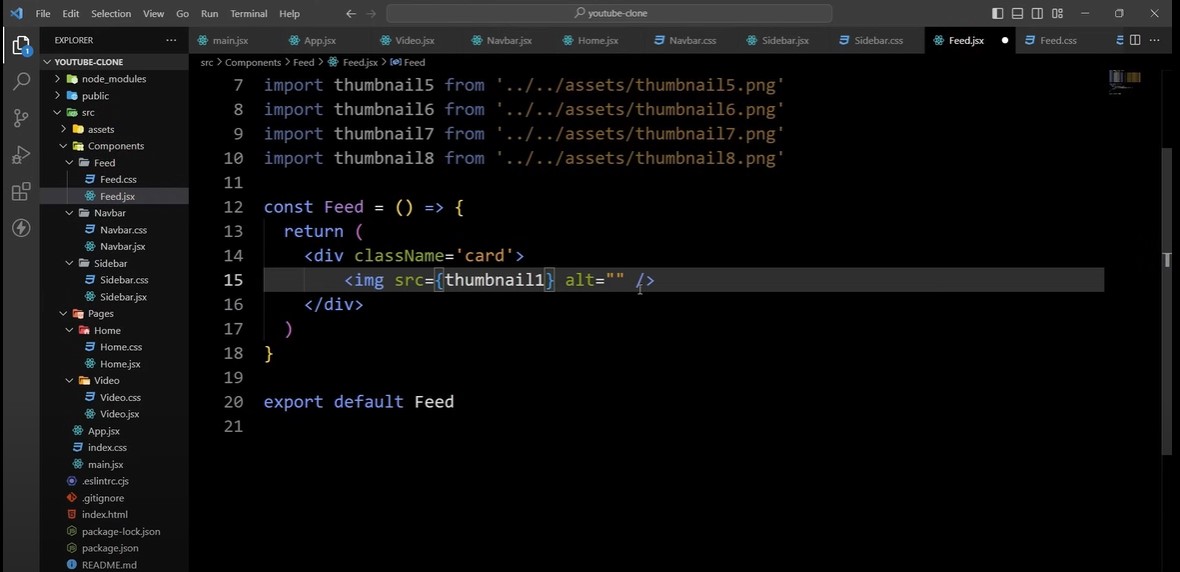 File Edit Selection View Go Run Terminal Help
youtube-clone
EXPLORER
main.jsx App.jsx Video.jsx Navbar.jsx Home.jsx Navbar.css Sidebar.jsx Sidebar.css Feed.jsx Feed.css
YOUTUBE-CLONE
src > Components > Feed > Feed.jsx > Feed
node_modules
public
src
assets
Components
Feed
Feed.css
Feed.jsx
Navbar
Navbar.css
Navbar.jsx
Sidebar
Sidebar.css
Sidebar.jsx
Pages
Home
Home.css
Home.jsx
Video
Video.css
Video.jsx
App.jsx
index.css
main.jsx
.eslintrc.cjs
.gitignore
index.html
package-lock.json
package.json
README.md
1
7 import thumbnail5 from '../../assets/thumbnail5.png'
8 import thumbnail6 from '../../assets/thumbnail6.png'
9 import thumbnail7 from '../../assets/thumbnail7.png'
10 import thumbnail8 from '../../assets/thumbnail8.png'
11
12 const Feed = () => {
13 return (
14 <div className='card'>
15 <img src={thumbnail1} alt="" />
16 </div>
17 )
18 }
19
20 export default Feed
21